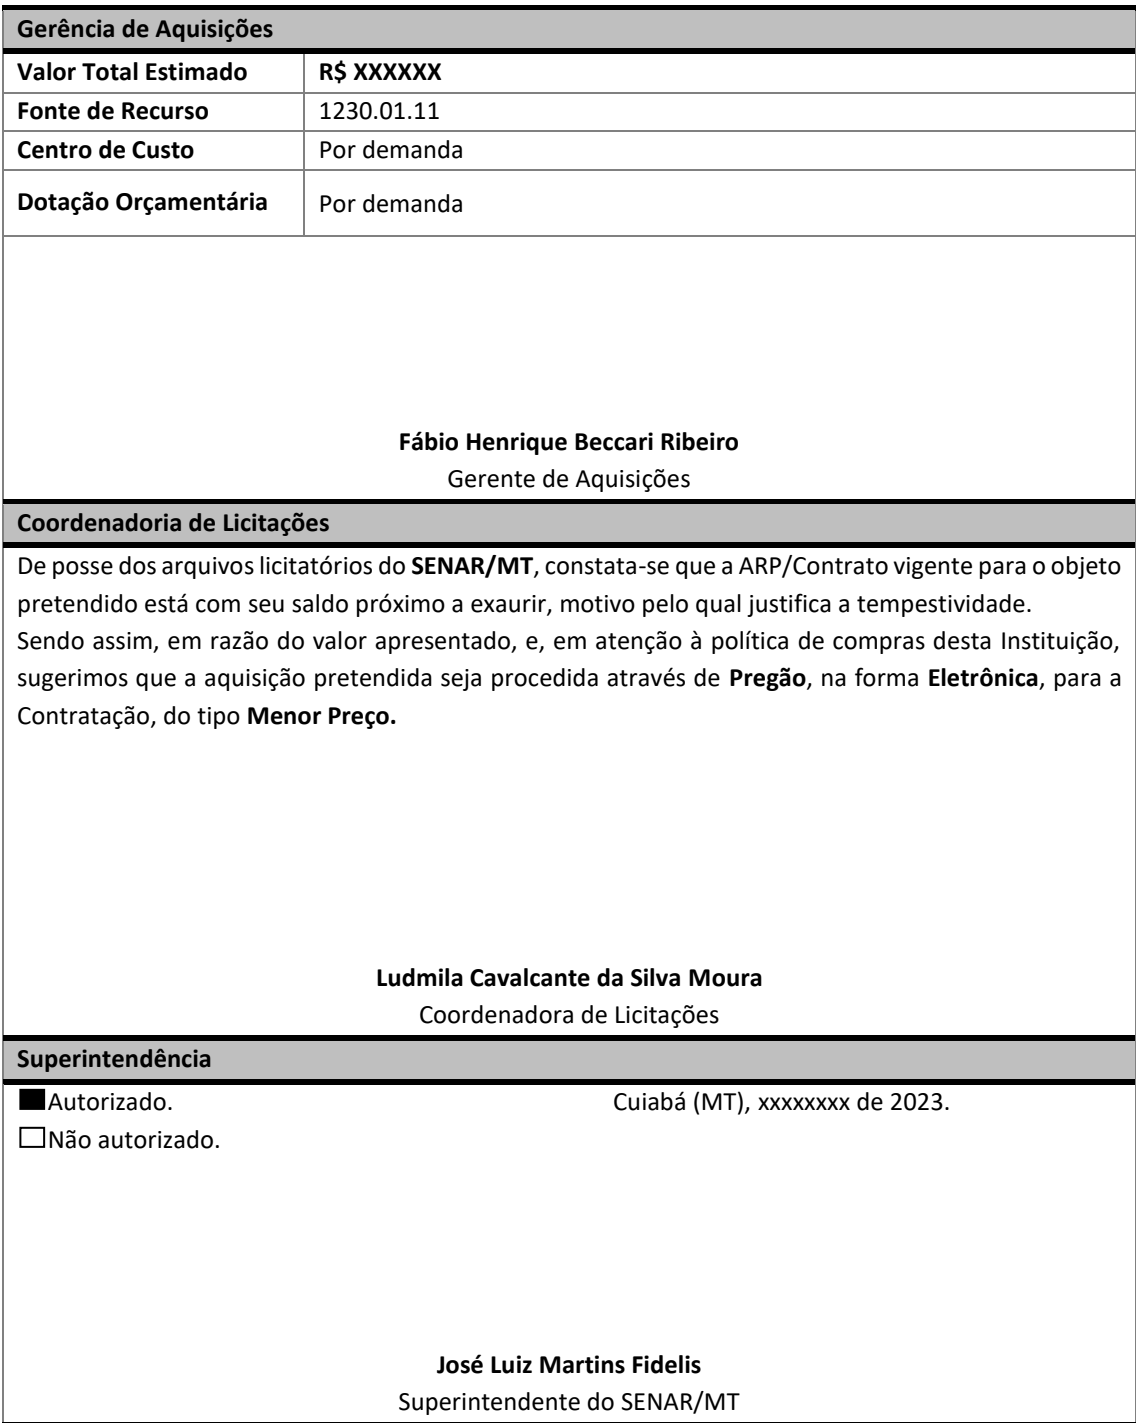 Gerência de Aquisições
Valor Total Estimado R$ XXXXXX
Fonte de Recurso 1230.01.11
Centro de Custo Por demanda
Dotação Orçamentária Por demanda
Fábio Henrique Beccari Ribeiro
Gerente de Aquisições
Coordenadoria de Licitações
De posse dos arquivos licitatórios do SENAR/MT, constata-se que a ARP/Contrato vigente para o objeto
pretendido está com seu saldo próximo a exaurir, motivo pelo qual justifica a tempestividade.
Sendo assim, em razão do valor apresentado, e, em atenção à política de compras desta Instituição,
sugerimos que a aquisição pretendida seja procedida através de Pregão, na forma Eletrônica, para a
Contratação, do tipo Menor Preço.
Ludmila Cavalcante da Silva Moura
Coordenadora de Licitações
Superintendência
■Autorizado. Cuiabá (MT), xxxxxxxx de 2023.
☐Não autorizado.
José Luiz Martins Fidelis
Superintendente do SENAR/MT